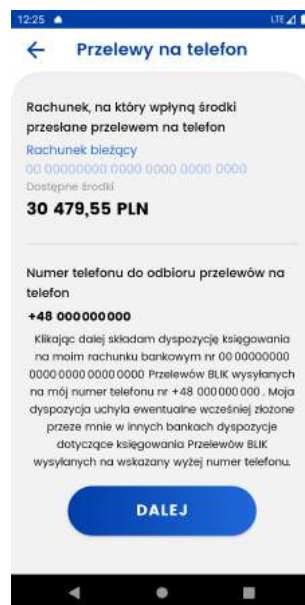 12:25 LTE
Przelewy na telefon
Rachunek, na który wpłyną środki
przesłane przelewem na telefon
Rachunek bieżący
00 00000000 0000 0000 0000 0000
Dostępne środki
30 479,55 PLN
Numer telefonu do odbioru przelewów na
telefon
+48 000000000
Klikając dalej składam dyspozycję księgowania
na moim rachunku bankowym nr 00 00000000
0000 0000 0000 0000 Przelewów BLIK wysyłanych
na mój numer telefonu nr +48 000 000 000 . Moja
dyspozycja uchyla ewentualne wcześniej złożone
przeze mnie w innych bankach dyspozycje
dotyczące księgowania Przelewów BLIK
wysyłanych na wskazany wyżej numer telefonu.
DALEJ